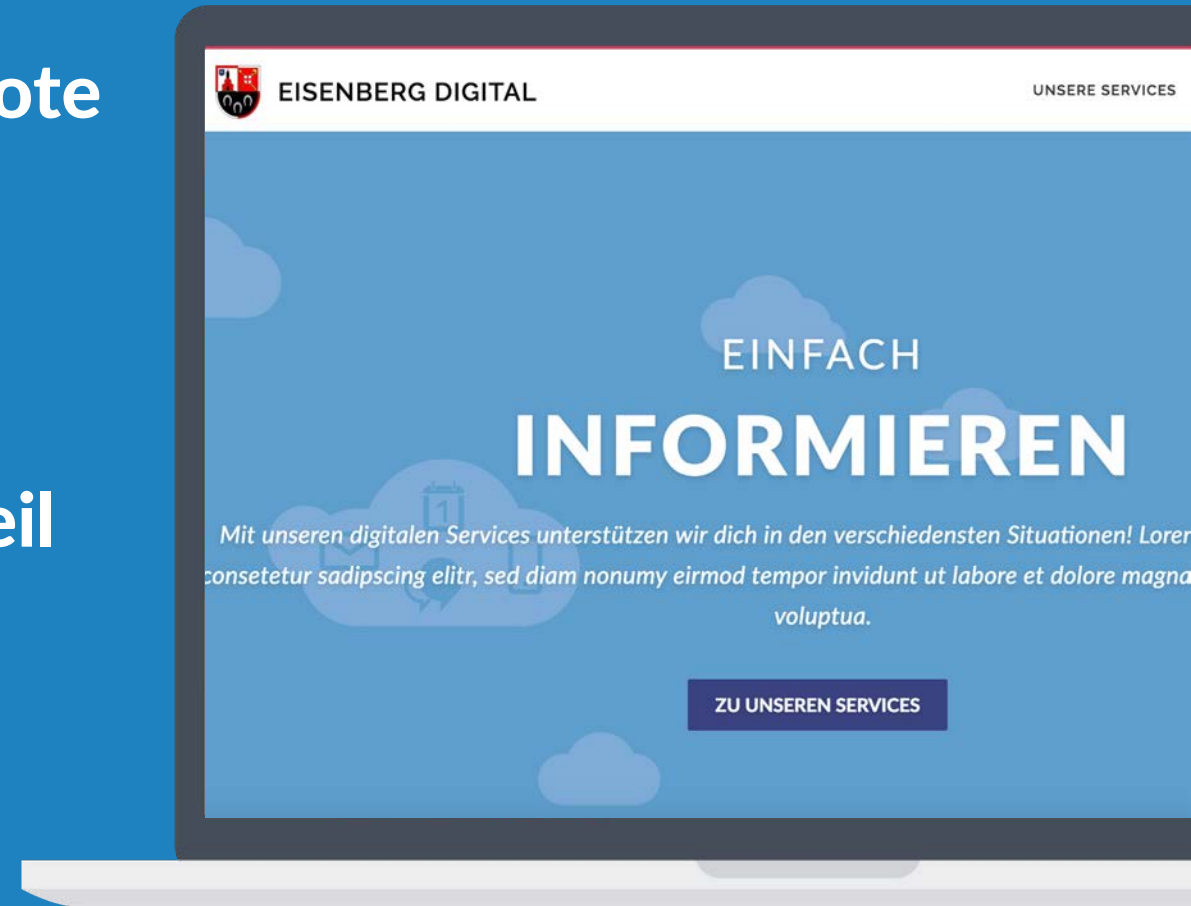 ote
eil
EISENBERG DIGITAL
UNSERE SERVICES
EINFACH
INFORMIEREN
Mit unseren digitalen Services unterstützen wir dich in den verschiedensten Situationen! Lorer
consetetur sadipscing elitr, sed diam nonumy eirmod tempor invidunt ut labore et dolore magna
voluptua.
ZU UNSEREN SERVICES